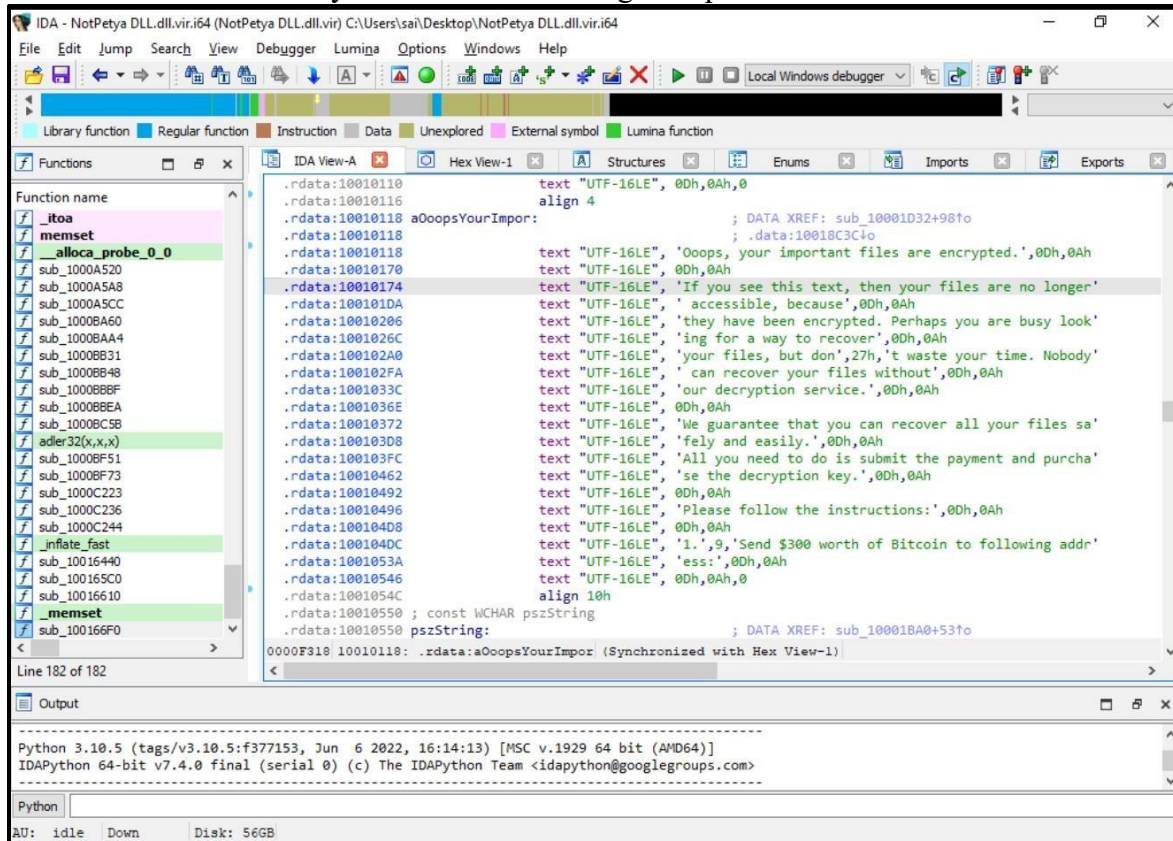 IDA - NotPetya DLL.dll.vir.i64 (NotPetya DLL.dll.vir) C:\Users\sai\Desktop\NotPetya DLL.dll.vir.i64
File Edit Jump Search View Debugger Lumina Options Windows Help
Local Windows debugger
Library function Regular function Instruction Data Unexplored External symbol Lumina function
Functions
IDA View-A Hex View-1 Structures Enums Imports Exports
Function name
_itoa
memset
__alloca_probe_0_0
sub_1000A520
sub_1000A5A8
sub_1000A5CC
sub_1000BA60
sub_1000BAA4
sub_1000BB31
sub_1000BB48
sub_1000BBBF
sub_1000BBEA
sub_1000BC5B
adler32(x,x,x)
sub_1000BF51
sub_1000BF73
sub_1000C223
sub_1000C236
sub_1000C244
_inflate_fast
sub_10016440
sub_100165C0
sub_10016610
_memset
sub_100166F0
Line 182 of 182
.rdata:10010110 text "UTF-16LE", 0Dh,0Ah,0
.rdata:10010116 align 4
.rdata:10010118 aOoopsYourImpor: ; DATA XREF: sub_10001D32+98↑o
.rdata:10010118 ; .data:10018C3C↓o
.rdata:10010118 text "UTF-16LE", 'Ooops, your important files are encrypted.',0Dh,0Ah
.rdata:10010170 text "UTF-16LE", 0Dh,0Ah
.rdata:10010174 text "UTF-16LE", 'If you see this text, then your files are no longer'
.rdata:100101DA text "UTF-16LE", ' accessible, because',0Dh,0Ah
.rdata:10010206 text "UTF-16LE", 'they have been encrypted. Perhaps you are busy look'
.rdata:1001026C text "UTF-16LE", 'ing for a way to recover',0Dh,0Ah
.rdata:100102A0 text "UTF-16LE", 'your files, but don',27h,'t waste your time. Nobody'
.rdata:100102FA text "UTF-16LE", ' can recover your files without',0Dh,0Ah
.rdata:1001033C text "UTF-16LE", 'our decryption service.',0Dh,0Ah
.rdata:1001036E text "UTF-16LE", 0Dh,0Ah
.rdata:10010372 text "UTF-16LE", 'We guarantee that you can recover all your files sa'
.rdata:100103D8 text "UTF-16LE", 'fely and easily.',0Dh,0Ah
.rdata:100103FC text "UTF-16LE", 'All you need to do is submit the payment and purcha'
.rdata:10010462 text "UTF-16LE", 'se the decryption key.',0Dh,0Ah
.rdata:10010492 text "UTF-16LE", 0Dh,0Ah
.rdata:10010496 text "UTF-16LE", 'Please follow the instructions:',0Dh,0Ah
.rdata:100104D8 text "UTF-16LE", 0Dh,0Ah
.rdata:100104DC text "UTF-16LE", '1.',9,'Send $300 worth of Bitcoin to following addr'
.rdata:1001053A text "UTF-16LE", 'ess:',0Dh,0Ah
.rdata:10010546 text "UTF-16LE", 0Dh,0Ah,0
.rdata:1001054C align 10h
.rdata:10010550 ; const WCHAR pszString
.rdata:10010550 pszString: ; DATA XREF: sub_10001BA0+53↑o
0000F318 10010118: .rdata:aOoopsYourImpor (Synchronized with Hex View-1)
Output
Python 3.10.5 (tags/v3.10.5:f377153, Jun 6 2022, 16:14:13) [MSC v.1929 64 bit (AMD64)]
IDAPython 64-bit v7.4.0 final (serial 0) (c) The IDAPython Team <idapython@googlegroups.com>
Python
AU: idle Down Disk: 56GB